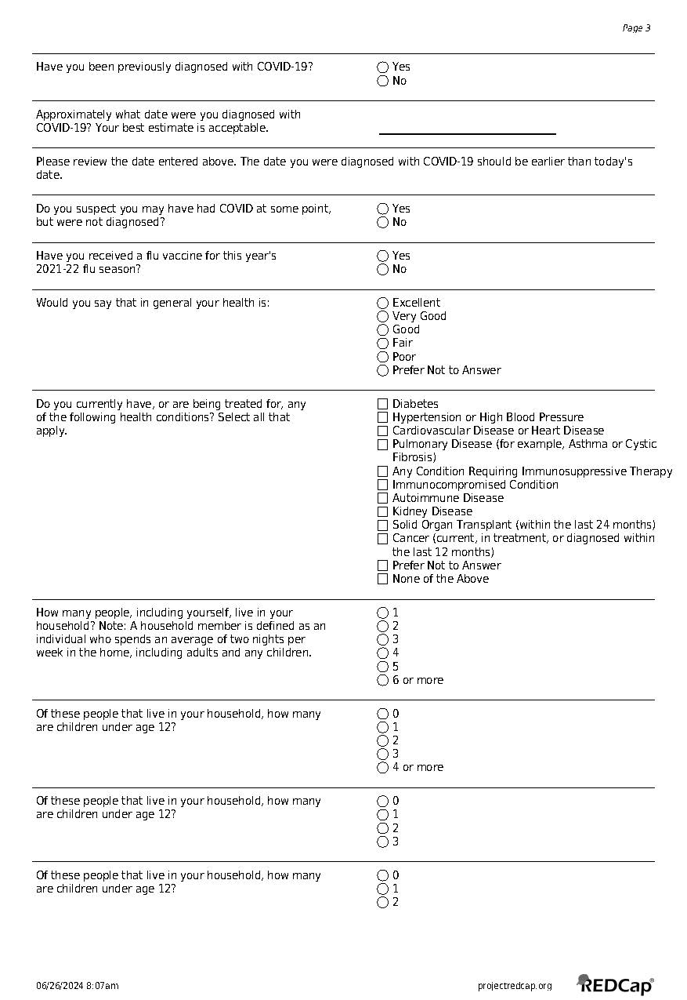 Page 3
Have you been previously diagnosed with COVID-19?
Yes
No
Approximately what date were you diagnosed with
COVID-19? Your best estimate is acceptable.
Please review the date entered above. The date you were diagnosed with COVID-19 should be earlier than today's
date.
Do you suspect you may have had COVID at some point,
but were not diagnosed?
Yes
No
Have you received a flu vaccine for this year's
2021-22 flu season?
Yes
No
Would you say that in general your health is:
Excellent
Very Good
Good
Fair
Poor
Prefer Not to Answer
Do you currently have, or are being treated for, any
of the following health conditions? Select all that
apply.
Diabetes
Hypertension or High Blood Pressure
Cardiovascular Disease or Heart Disease
Pulmonary Disease (for example, Asthma or Cystic
Fibrosis)
Any Condition Requiring Immunosuppressive Therapy
Immunocompromised Condition
Autoimmune Disease
Kidney Disease
Solid Organ Transplant (within the last 24 months)
Cancer (current, in treatment, or diagnosed within
the last 12 months)
Prefer Not to Answer
None of the Above
How many people, including yourself, live in your
household? Note: A household member is defined as an
individual who spends an average of two nights per
week in the home, including adults and any children.
1
2
3
4
5
6 or more
Of these people that live in your household, how many
are children under age 12?
0
1
2
3
4 or more
Of these people that live in your household, how many
are children under age 12?
0
1
2
3
Of these people that live in your household, how many
are children under age 12?
0
1
2
06/26/2024 8:07am
projectredcap.org
REDCap®